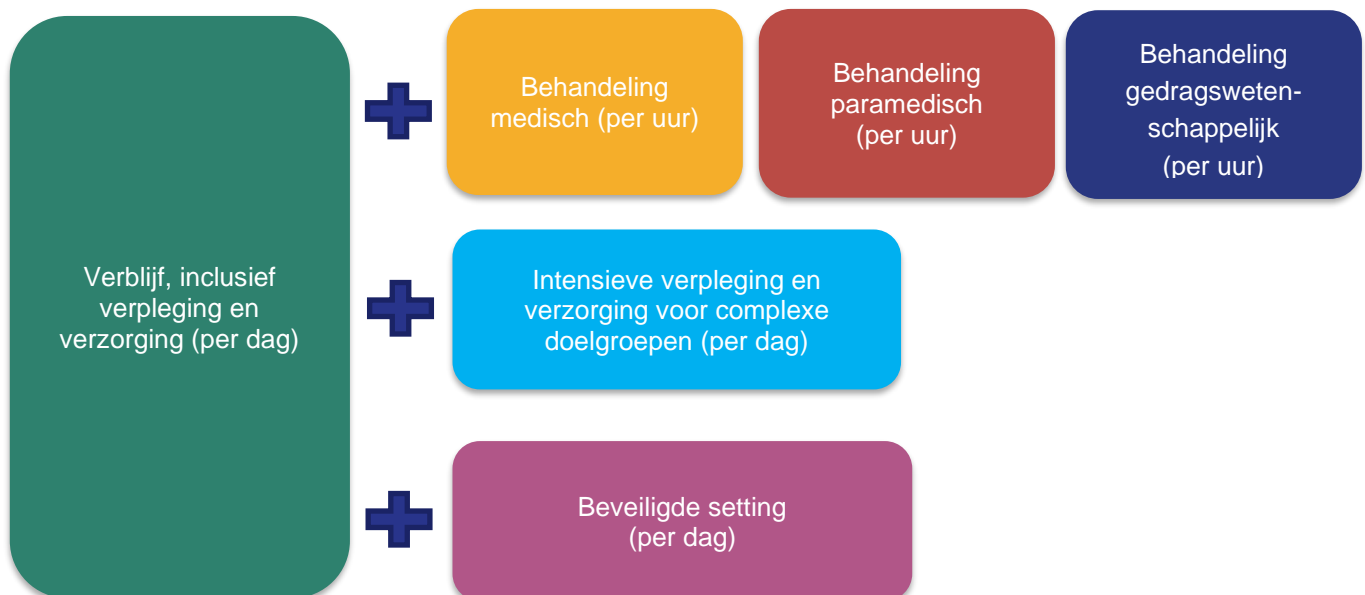 Verblijf, inclusief
verpleging en
verzorging (per dag)
Behandeling
medisch (per uur)
Behandeling
paramedisch
(per uur)
Behandeling
gedragsweten-
schappelijk
(per uur)
Intensieve verpleging en
verzorging voor complexe
doelgroepen (per dag)
Beveiligde setting
(per dag)